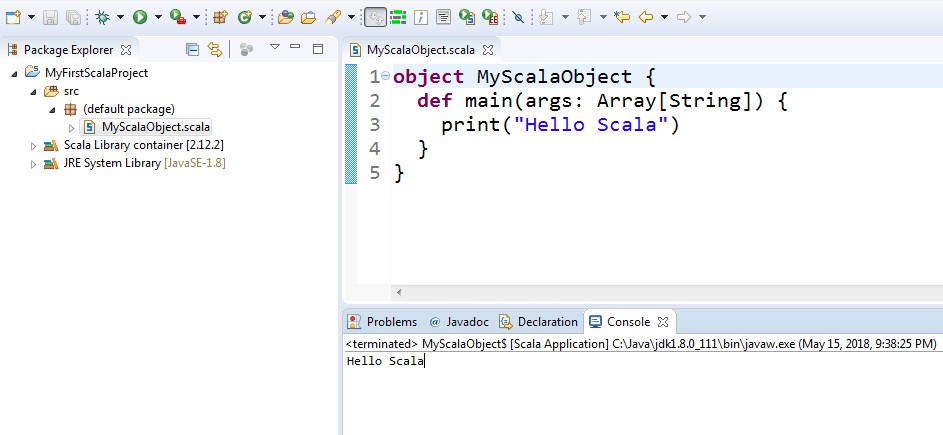 Package Explorer
MyFirstScalaProject
src
(default package)
MyScalaObject.scala
Scala Library container [2.12.2]
JRE System Library [JavaSE-1.8]
MyScalaObject.scala
1 object MyScalaObject {
2   def main(args: Array[String]) {
3     print("Hello Scala")
4   }
5 }
Problems @ Javadoc Declaration Console
<terminated> MyScalaObject$ [Scala Application] C:\Java\jdk1.8.0_111\bin\javaw.exe (May 15, 2018, 9:38:25 PM)
Hello Scala